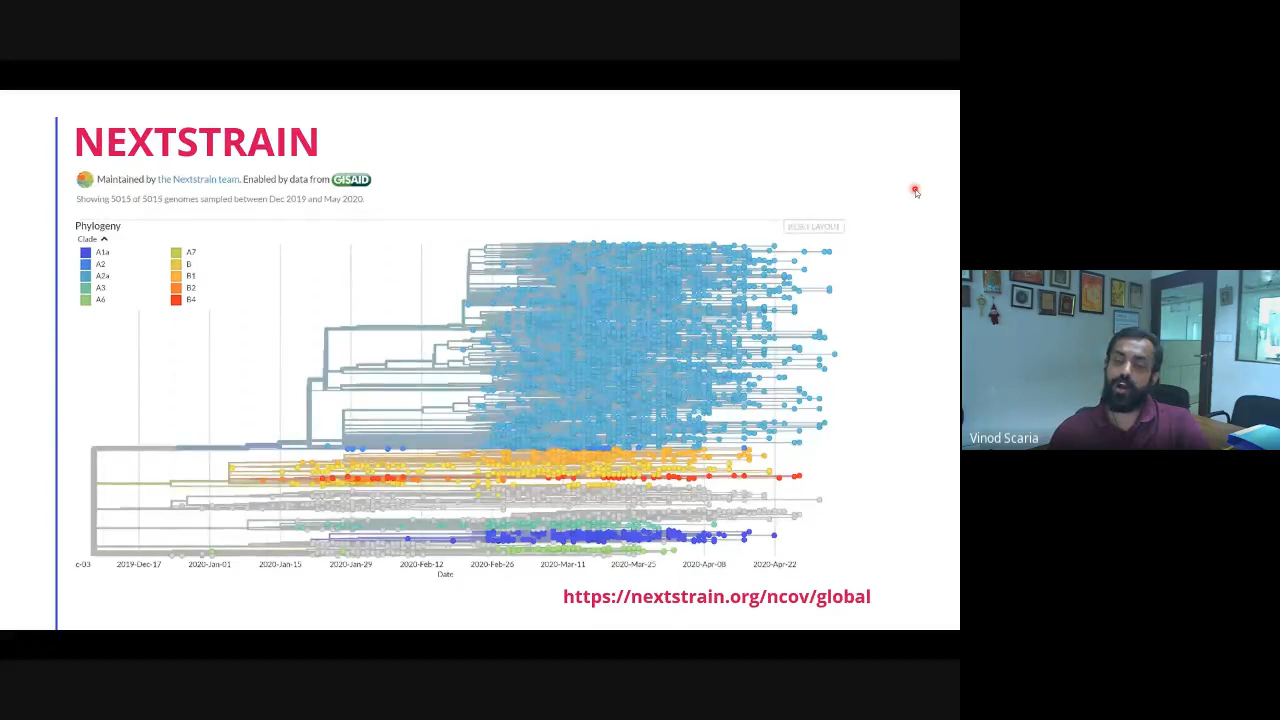 NEXTSTRAIN
Maintained by the Nextstrain team. Enabled by data from GISAID
Showing 5015 of 5015 genomes sampled between Dec 2019 and May 2020.
Phylogeny
RESET LAYOUT
Clade
A1a
A7
A2
B
A2a
B1
A3
B2
A6
B4
c-03
2019-Dec-17
2020-Jan-01
2020-Jan-15
2020-Jan-29
2020-Feb-12
2020-Feb-26
2020-Mar-11
2020-Mar-25
2020-Apr-08
2020-Apr-22
Date
https://nextstrain.org/ncov/global
Vinod Scaria